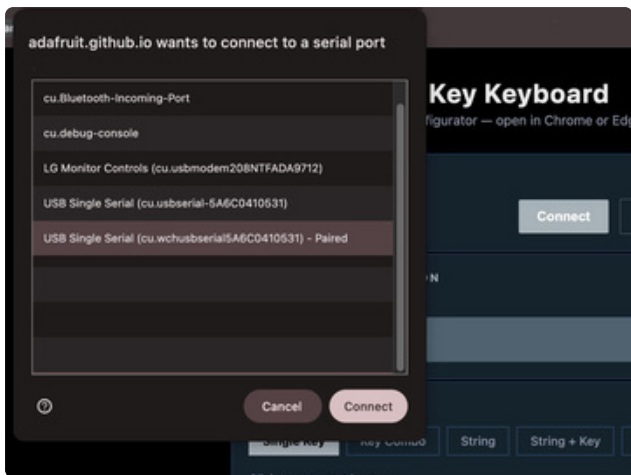 adafruit.github.io wants to connect to a serial port
cu.Bluetooth-Incoming-Port
cu.debug-console
LG Monitor Controls (cu.usbmodem208NTFADA9712)
USB Single Serial (cu.usbserial-5A6C0410531)
USB Single Serial (cu.wchusbserial5A6C0410531) - Paired
Cancel
Connect
Key Keyboard
figurator — open in Chrome or Edg
Connect
N
Single Key
Key Combo
String
String + Key